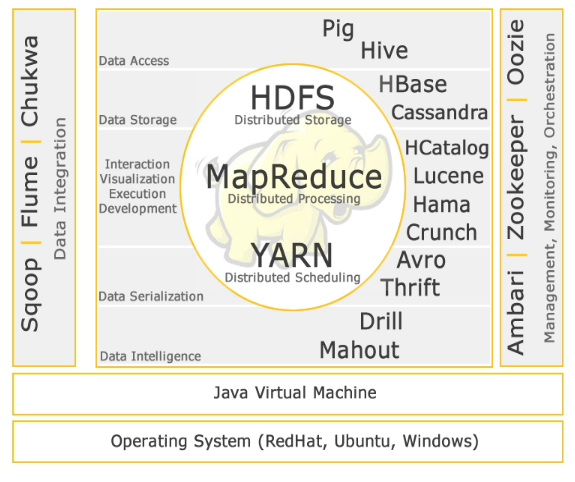 Sqoop | Flume | Chukwa
Data Integration
Pig
Hive
Data Access
HBase
Cassandra
Data Storage
HDFS
Distributed Storage
Interaction
Visualization
Execution
Development
MapReduce
Distributed Processing
HCatalog
Lucene
Hama
Crunch
YARN
Distributed Scheduling
Avro
Thrift
Data Serialization
Drill
Mahout
Data Intelligence
Ambari | Zookeeper | Oozie
Management, Monitoring, Orchestration
Java Virtual Machine
Operating System (RedHat, Ubuntu, Windows)